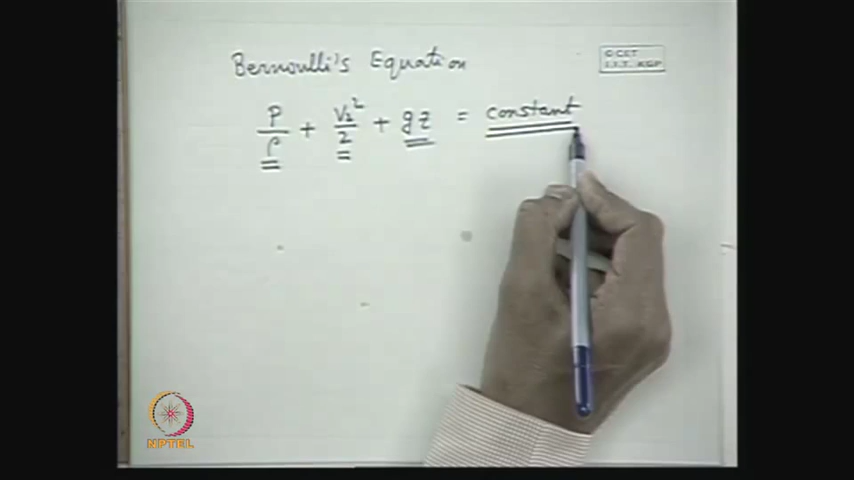 Bernoulli's Equation
© CET
I.I.T. KGP
P/ρ + V₂²/2 + gz = constant
NPTEL